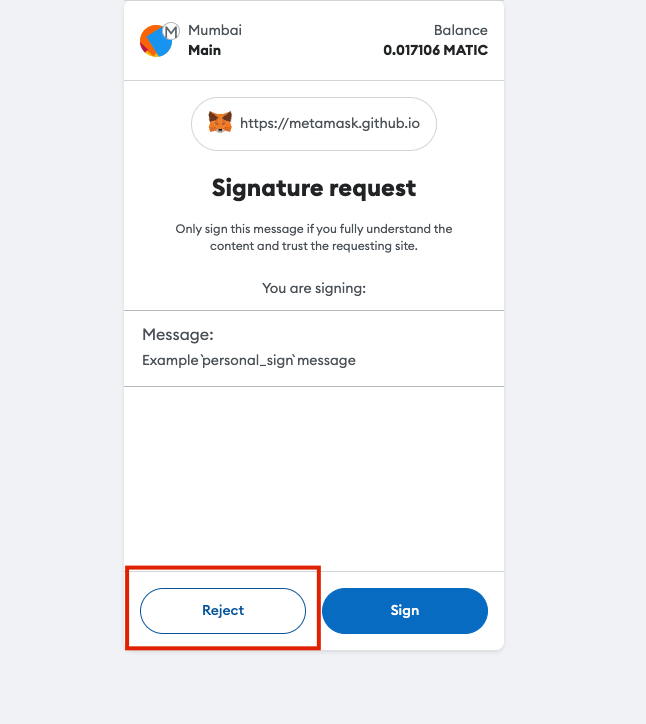 Mumbai
Balance
M
Main
0.017106 MATIC
https://metamask.github.io
Signature request
Only sign this message if you fully understand the
content and trust the requesting site.
You are signing:
Message:
Example `personal_sign` message
Reject
Sign